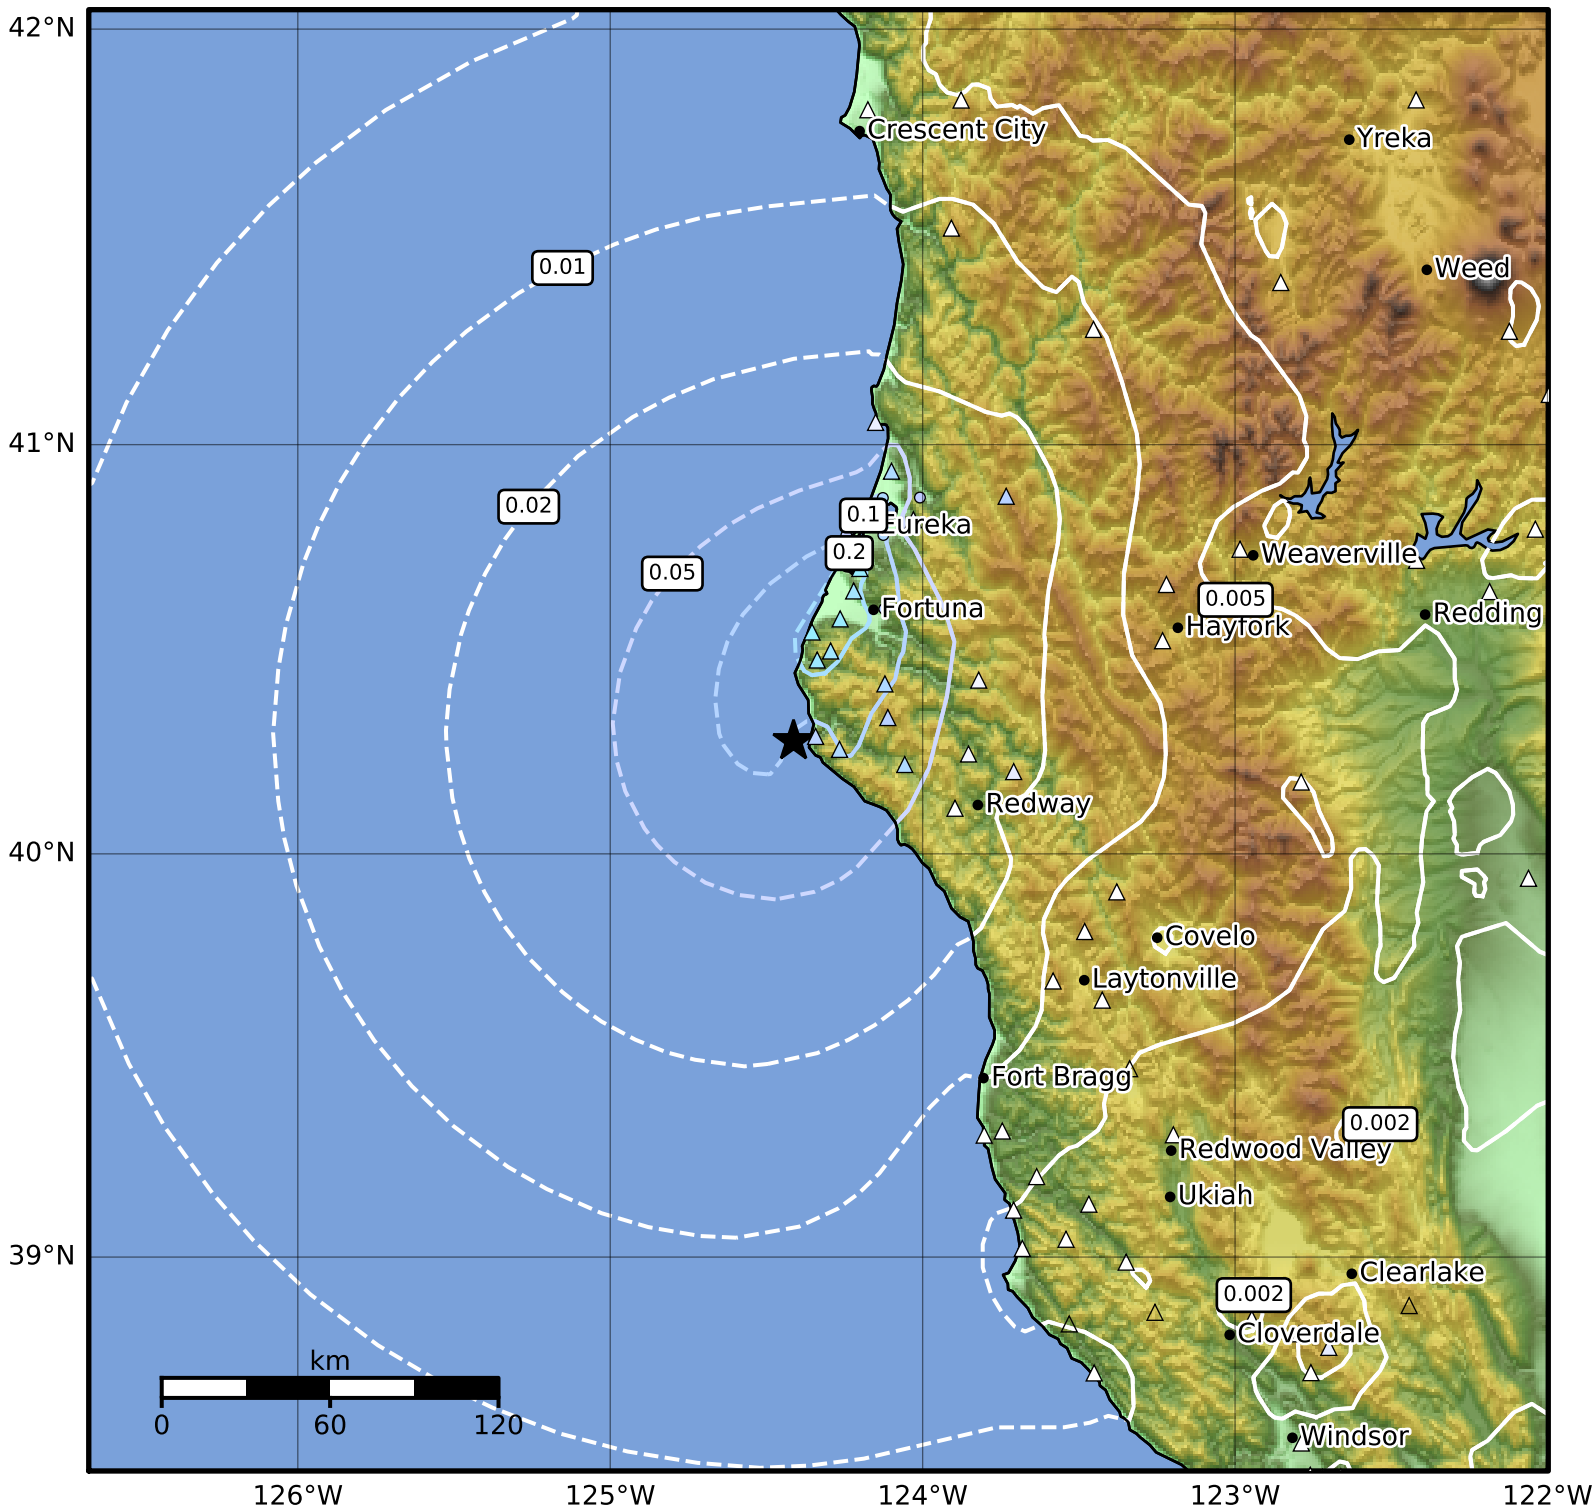 42°N
Crescent City
Yreka
0.01
Weed
41°N
0.02
0.1
Eureka
0.2
Weaverville
0.05
0.005
Fortuna
Redding
Hayfork
Redway
40°N
Covelo
Laytonville
Fort Bragg
0.002
Redwood Valley
Ukiah
39°N
Clearlake
0.002
Cloverdale
km
0 60 120
Windsor
126°W 125°W 124°W 123°W 122°W